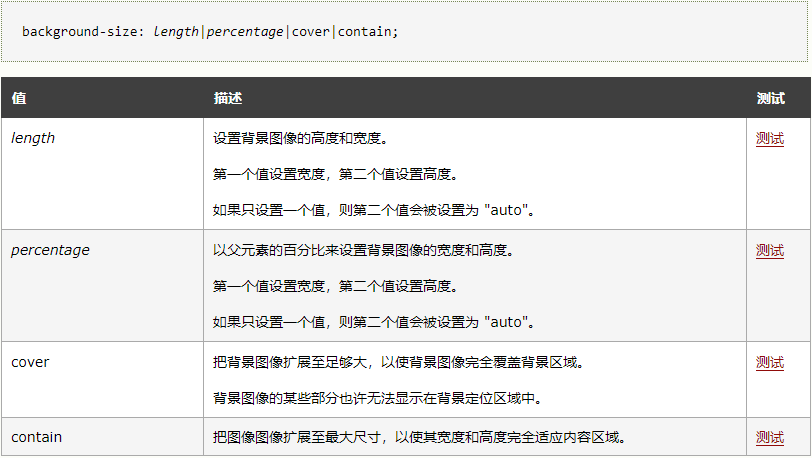 background-size: length|percentage|cover|contain;
值 描述 测试
length 设置背景图像的高度和宽度。 测试
第一个值设置宽度，第二个值设置高度。
如果只设置一个值，则第二个值会被设置为 "auto"。
percentage 以父元素的百分比来设置背景图像的宽度和高度。 测试
第一个值设置宽度，第二个值设置高度。
如果只设置一个值，则第二个值会被设置为 "auto"。
cover 把背景图像扩展至足够大，以使背景图像完全覆盖背景区域。 测试
背景图像的某些部分也许无法显示在背景定位区域中。
contain 把图像图像扩展至最大尺寸，以使其宽度和高度完全适应内容区域。 测试